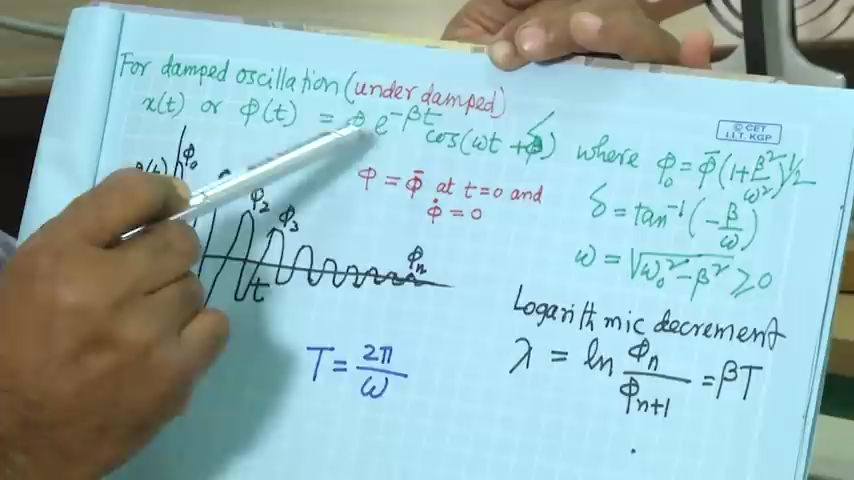 For damped oscillation (under damped)
x(t) or Φ(t) = Φ e^{-βt} cos(ωt + δ) where φ₀ = Φ̄(1+β²/ω²)^{1/2}
© CET
I.I.T. KGP
Φ = Φ̄ at t=0 and
Φ̇ = 0
δ = tan⁻¹(-β/ω)
ω = √(ω₀² - β²) ≥ 0
Φ₀
Φ₂
Φ₃
Φₙ
t
Logarithmic decrement
λ = ln Φₙ/Φₙ₊₁ = βT
T = 2π/ω